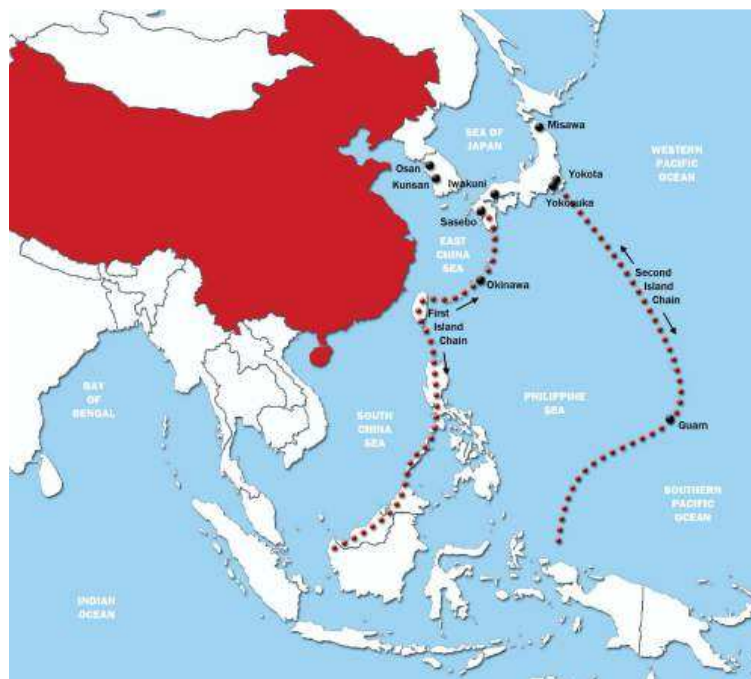 SEA OF
JAPAN
Misawa
WESTERN
PACIFIC
OCEAN
Osan
Kunsan
Iwakuni
Yokota
Yokosuka
Sasebo
EAST
CHINA
SEA
Okinawa
Second
Island
Chain
First
Island
Chain
BAY
OF
BENGAL
SOUTH
CHINA
SEA
PHILIPPINE
SEA
Guam
SOUTHERN
PACIFIC
OCEAN
INDIAN
OCEAN